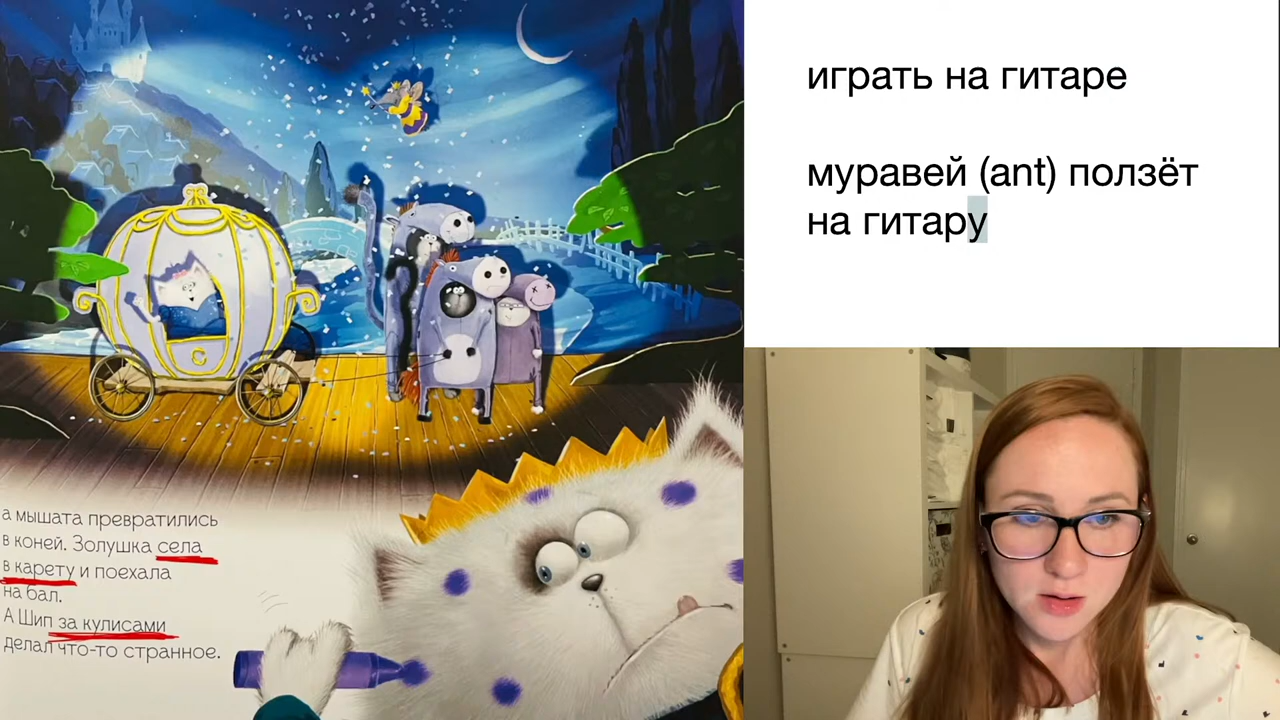 играть на гитаре
муравей (ant) ползёт
на гитару
а мышата превратились
в коней. Золушка села
в карету и поехала
на бал.
А Шип за кулисами
делал что-то странное.
С